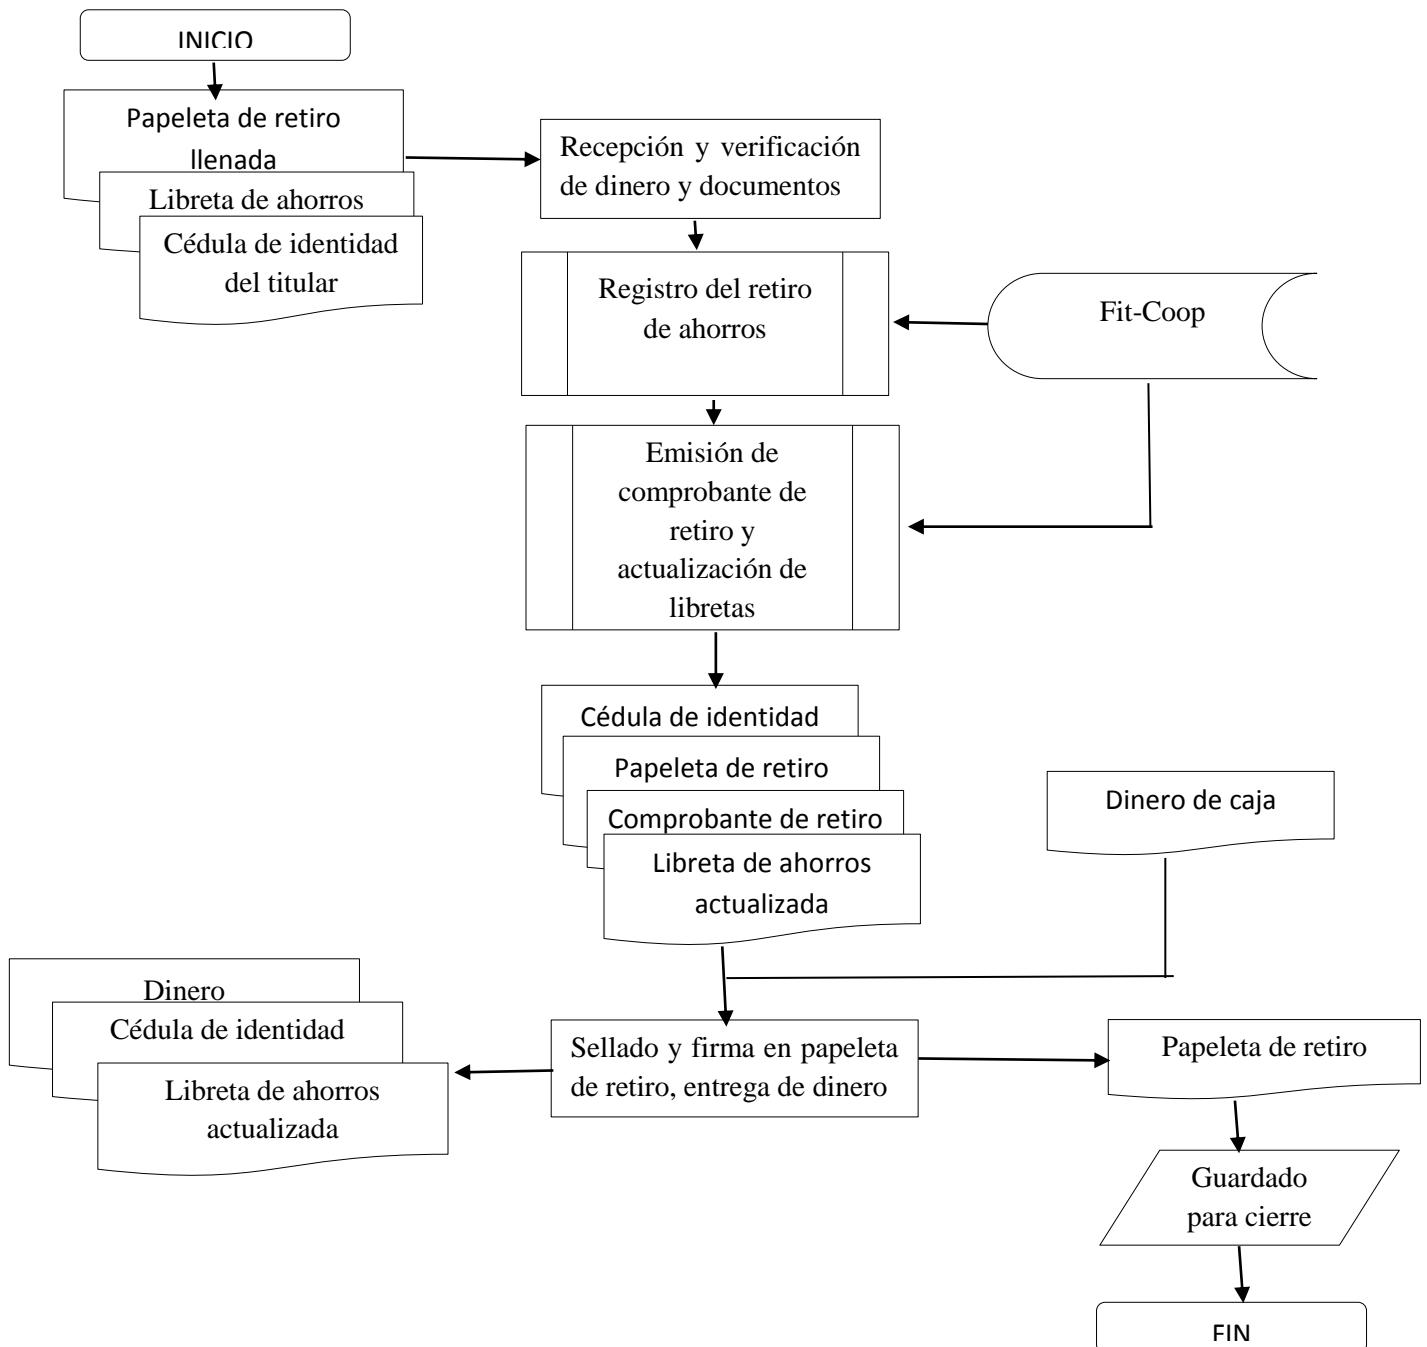 INICIO
Papeleta de retiro
llenada
Libreta de ahorros
Cédula de identidad
del titular
Recepción y verificación
de dinero y documentos
Registro del retiro
de ahorros
Fit-Coop
Emisión de
comprobante de
retiro y
actualización de
libretas
Cédula de identidad
Papeleta de retiro
Comprobante de retiro
Libreta de ahorros
actualizada
Dinero de caja
Dinero
Cédula de identidad
Libreta de ahorros
actualizada
Sellado y firma en papeleta
de retiro, entrega de dinero
Papeleta de retiro
Guardado
para cierre
FIN